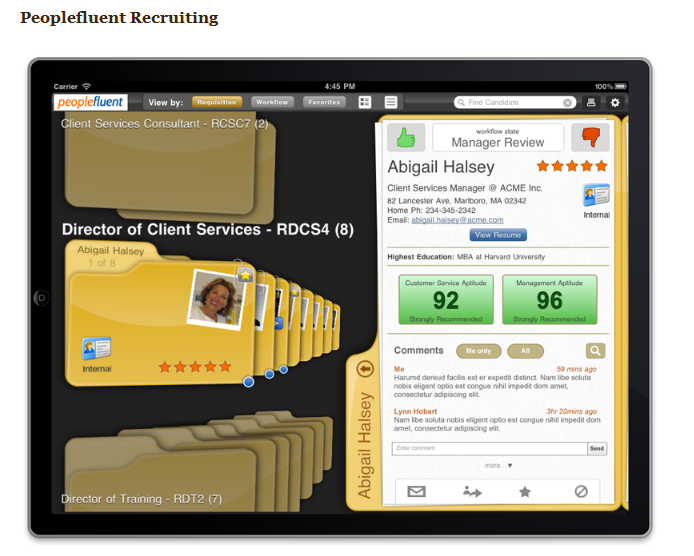 Peoplefluent Recruiting
Carrier 4:45 PM 100%
peoplefluent View by: Requisition Workflow Favorites Find Candidate
Client Services Consultant - RCSC7 (2)
Director of Client Services - RDCS4 (8)
Abigail Halsey
1 of 8
Internal
Director of Training - RDT2 (7)
Abigail Halsey
workflow state
Manager Review
Abigail Halsey
Client Services Manager @ ACME Inc.
82 Lancester Ave, Marlboro, MA 02342
Home Ph: 234-345-2342
Email: abigail.halsey@acme.com
Internal
View Resume
Highest Education: MBA at Harvard University
Customer Service Aptitude
92
Strongly Recommended
Management Aptitude
96
Strongly Recommended
Comments Me only All
Me 59 mins ago
Harumd dereud facilis est er expedit distinct. Nam libe soluta
nobis eligent optio est congue nihil impedit doming amet,
consectetur adipiscing elit.
Lynn Hobart 3hr 20mins ago
Nam libe soluta nobis eligent optio est congue nihil impedit dom
amet, consectetur adipiscing elit.
Enter comment... Send
more.. ▼